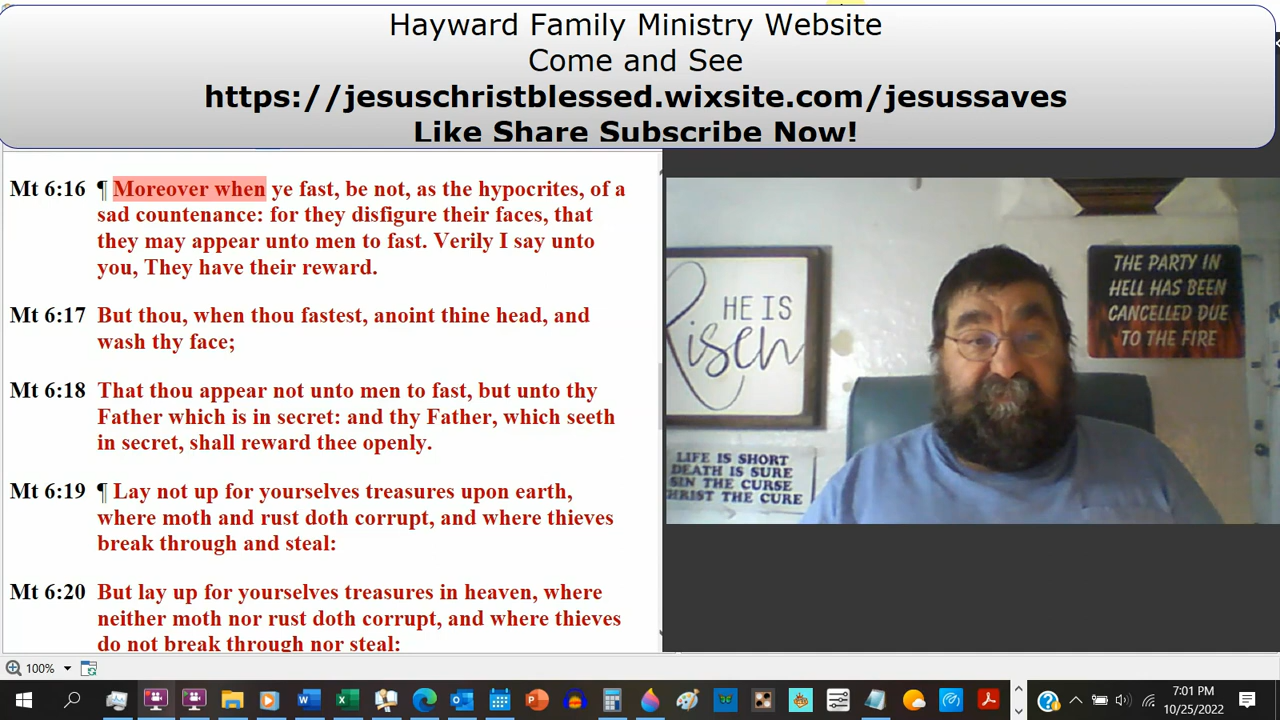 Hayward Family Ministry Website
Come and See
https://jesuschristblessed.wixsite.com/jesussaves
Like Share Subscribe Now!
Mt 6:16 ¶ Moreover when ye fast, be not, as the hypocrites, of a
sad countenance: for they disfigure their faces, that
they may appear unto men to fast. Verily I say unto
you, They have their reward.
Mt 6:17 But thou, when thou fastest, anoint thine head, and
wash thy face;
Mt 6:18 That thou appear not unto men to fast, but unto thy
Father which is in secret: and thy Father, which seeth
in secret, shall reward thee openly.
Mt 6:19 ¶ Lay not up for yourselves treasures upon earth,
where moth and rust doth corrupt, and where thieves
break through and steal:
Mt 6:20 But lay up for yourselves treasures in heaven, where
neither moth nor rust doth corrupt, and where thieves
do not break through nor steal:
HE IS
Risen
THE PARTY IN
HELL HAS BEEN
CANCELLED DUE
TO THE FIRE
LIFE IS SHORT
DEATH IS SURE
SIN THE CURSE
CHRIST THE CURE
100%
7:01 PM
10/25/2022